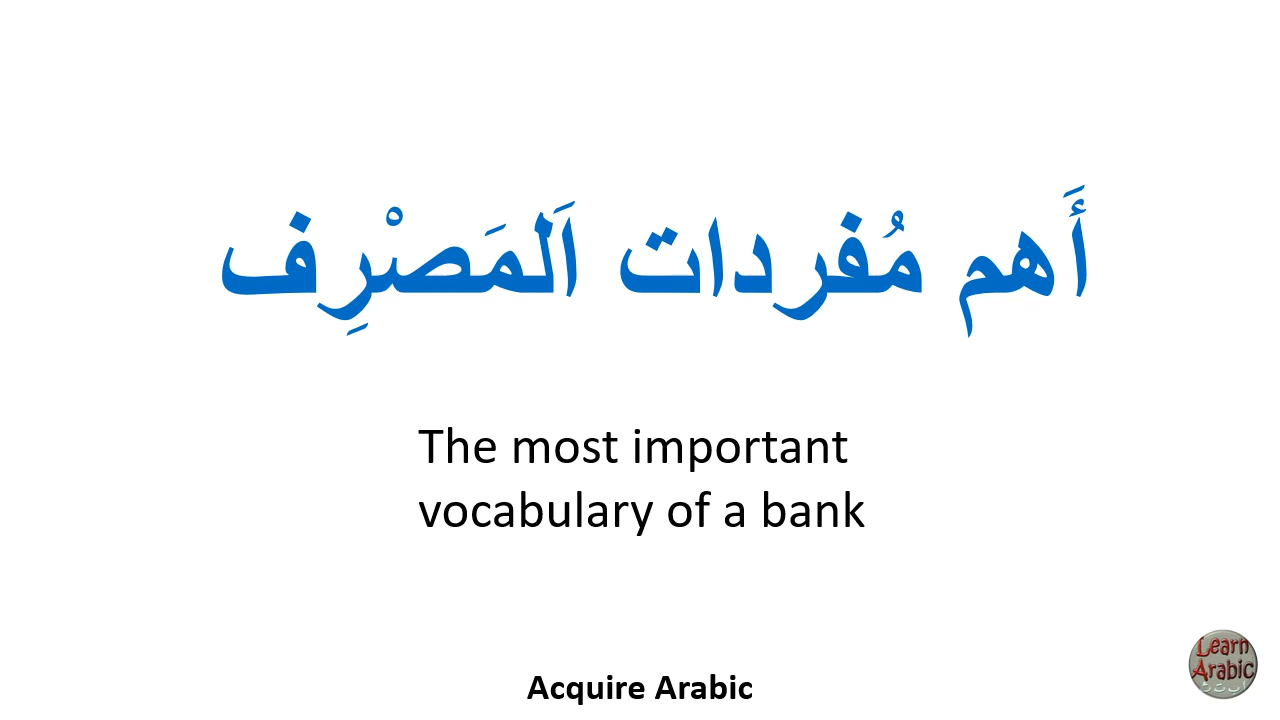 أَهم مُفردات اَلمَصْرِف
The most important
vocabulary of a bank
Acquire Arabic
Learn
Arabic